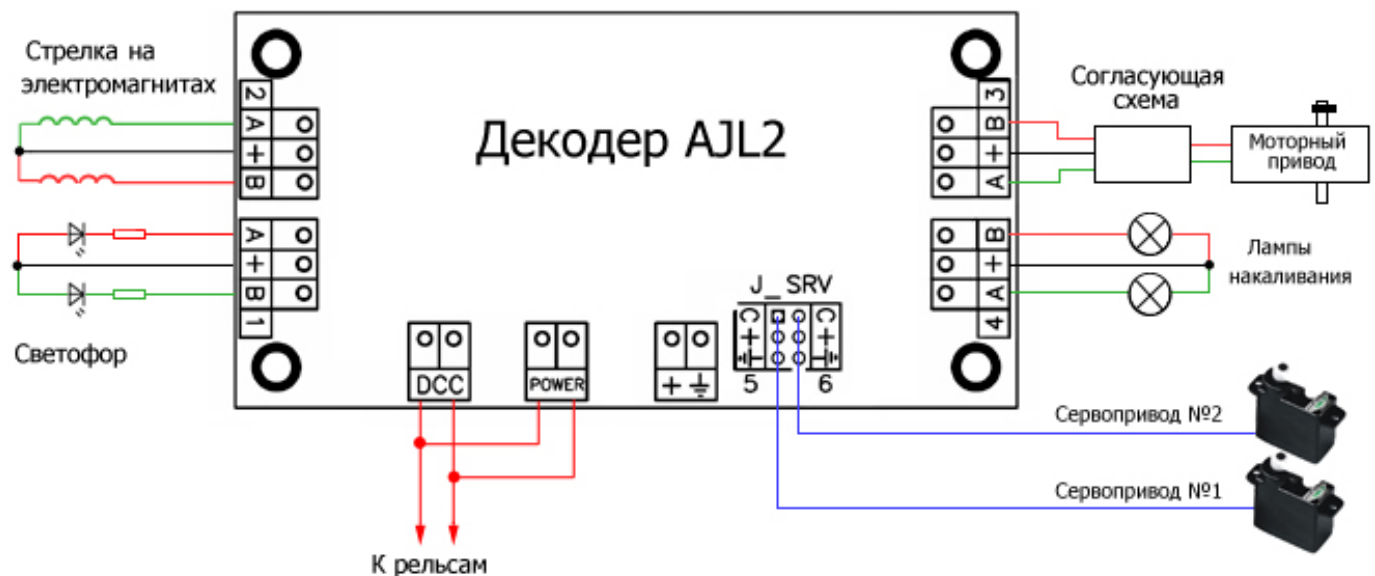 Стрелка на
электромагнитах
2
A
+
B
A
+
B
1
Светофор
Декодер AJL2
3
B
+
A
B
+
A
4
Согласующая
схема
Моторный
привод
Лампы
накаливания
J_SRV
+
+
5
6
DCC
POWER
+
Сервопривод №2
Сервопривод №1
К рельсам